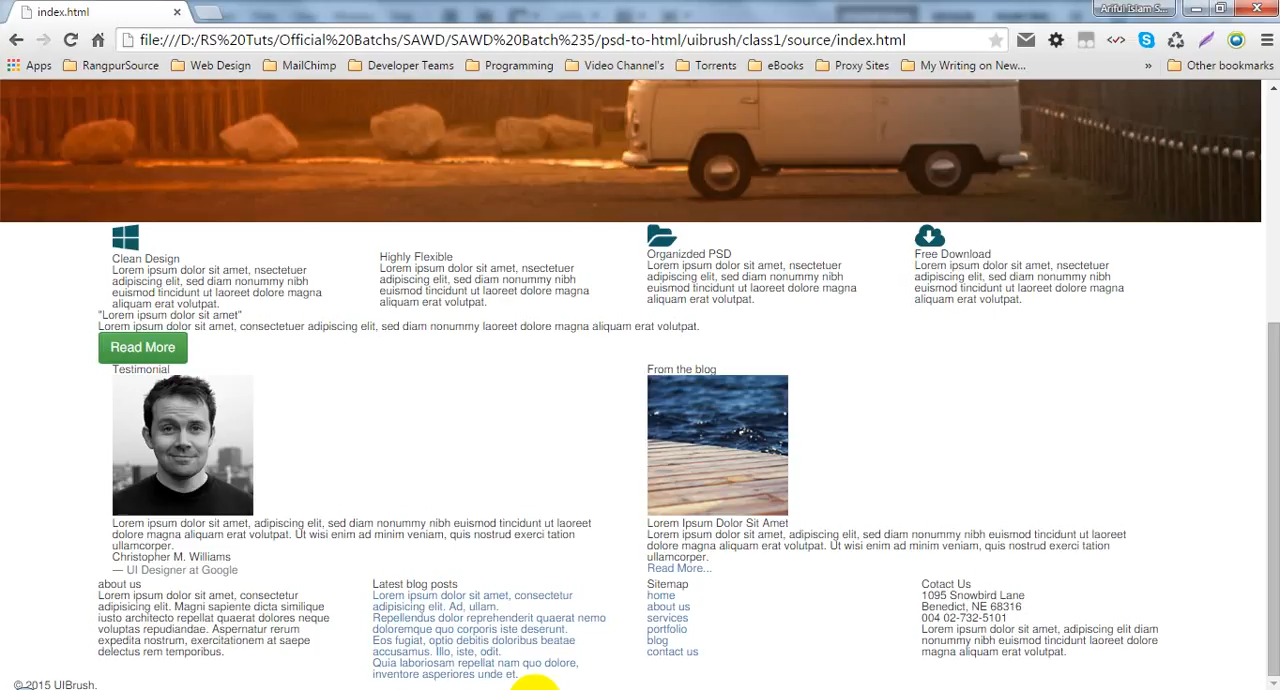 index.html
Ariful Islam S...
file:///D:/RS%20Tuts/Official%20Batchs/SAWD/SAWD%20Batch%235/psd-to-html/uibrush/class1/source/index.html
Apps RangpurSource Web Design MailChimp Developer Teams Programming Video Channel's Torrents eBooks Proxy Sites My Writing on New... » Other bookmarks
Clean Design
Lorem ipsum dolor sit amet, nsectetuer
adipiscing elit, sed diam nonummy nibh
euismod tincidunt ut laoreet dolore magna
aliquam erat volutpat.
Highly Flexible
Lorem ipsum dolor sit amet, nsectetuer
adipiscing elit, sed diam nonummy nibh
euismod tincidunt ut laoreet dolore magna
aliquam erat volutpat.
Organizded PSD
Lorem ipsum dolor sit amet, nsectetuer
adipiscing elit, sed diam nonummy nibh
euismod tincidunt ut laoreet dolore magna
aliquam erat volutpat.
Free Download
Lorem ipsum dolor sit amet, nsectetuer
adipiscing elit, sed diam nonummy nibh
euismod tincidunt ut laoreet dolore magna
aliquam erat volutpat.
"Lorem ipsum dolor sit amet"
Lorem ipsum dolor sit amet, consectetuer adipiscing elit, sed diam nonummy laoreet dolore magna aliquam erat volutpat.
Read More
Testimonial
Lorem ipsum dolor sit amet, adipiscing elit, sed diam nonummy nibh euismod tincidunt ut laoreet
dolore magna aliquam erat volutpat. Ut wisi enim ad minim veniam, quis nostrud exerci tation
ullamcorper.
Christopher M. Williams
— UI Designer at Google
From the blog
Lorem Ipsum Dolor Sit Amet
Lorem ipsum dolor sit amet, adipiscing elit, sed diam nonummy nibh euismod tincidunt ut laoreet
dolore magna aliquam erat volutpat. Ut wisi enim ad minim veniam, quis nostrud exerci tation
ullamcorper.
Read More...
about us
Lorem ipsum dolor sit amet, consectetur
adipisicing elit. Magni sapiente dicta similique
iusto architecto repellat quaerat dolores neque
voluptas repudiandae. Aspernatur rerum
expedita nostrum, exercitationem at saepe
delectus rem temporibus.
Latest blog posts
Lorem ipsum dolor sit amet, consectetur
adipisicing elit. Ad, ullam.
Repellendus dolor reprehenderit quaerat nemo
doloremque quo corporis iste deserunt.
Eos fugiat, optio debitis doloribus beatae
accusamus. Illo, iste, odit.
Quia laboriosam repellat nam quo dolore,
inventore asperiores unde et.
Sitemap
home
about us
services
portfolio
blog
contact us
Cotact Us
1095 Snowbird Lane
Benedict, NE 68316
004 02-732-5101
Lorem ipsum dolor sit amet, adipiscing elit diam
nonummy nibh euismod tincidunt laoreet dolore
magna aliquam erat volutpat.
© 2015 UIBrush.